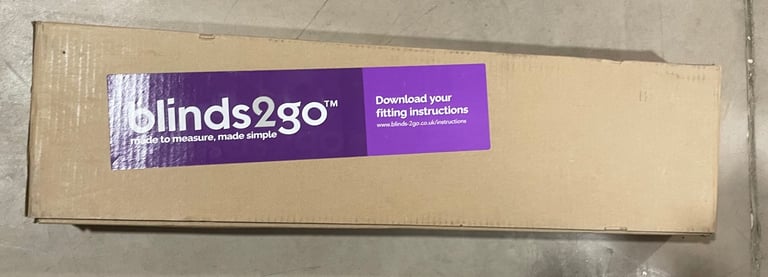 blinds2go™
made to measure, made simple
Download your
fitting instructions
www.blinds-2go.co.uk/instructions